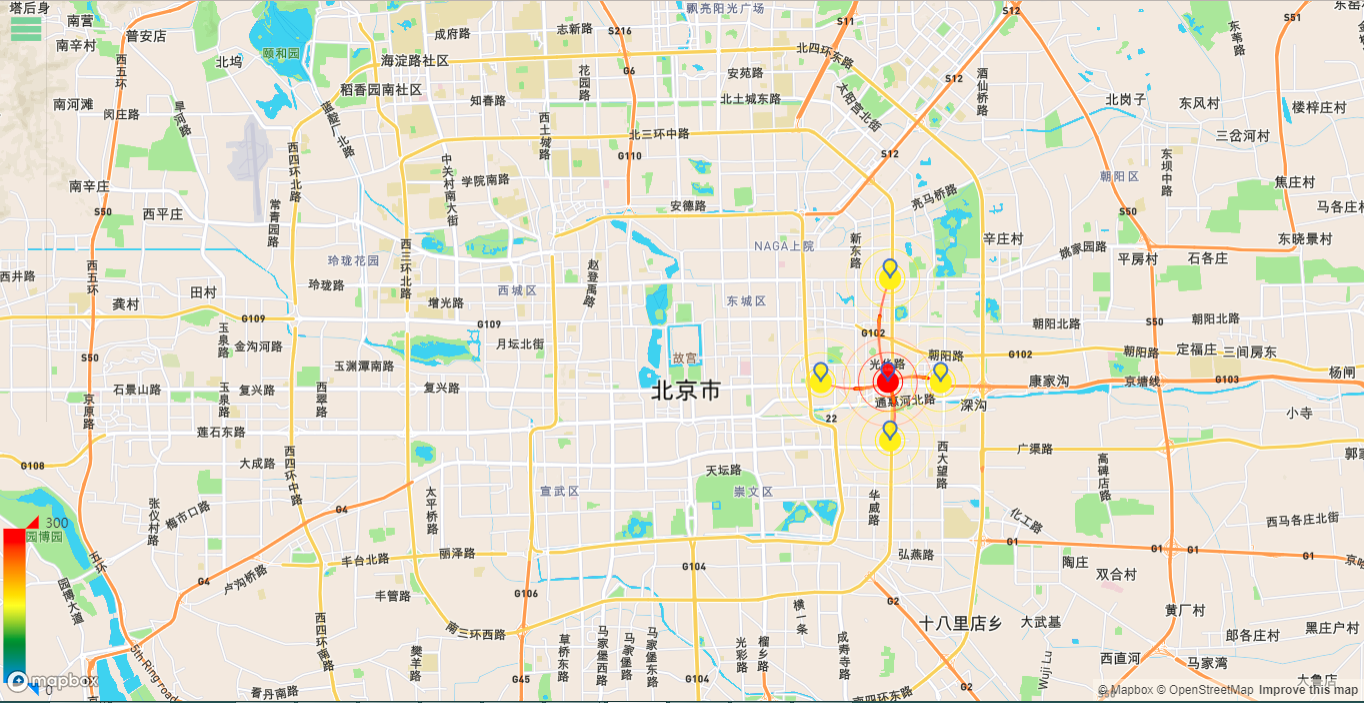 塔后身
南营
普安店
南辛村
西五环
北坞
颐和园
成府路
志新路
S216
飘亮阳光广场
S11
S12
东苇路
S51
海淀路社区
稻香园南社区
花园路
G6
安苑路
北四环东路
S12
酒仙桥路
南河滩
闵庄路
旱河路
蓝靛厂北路
知春路
北土城东路
太阳宫北街
北岗子
东风村
楼梓庄村
三岔河村
西土城路
北三环中路
G110
S12
西四环北路
中关村南大街
学院南路
东坝中路
朝阳区
焦庄村
南辛庄
S50
西平庄
常青园路
安德路
亮马桥路
S50
马各庄村
西三环北路
新东路
NAGA上院
辛庄村
姚家园路
平房村
石各庄
东晓景村
西井路
西五环
玲珑花园
玲珑路
赵登禹路
龚村
田村
西城区
增光路
东城区
G109
玉泉路
金沟河路
G109
月坛北街
G102
朝阳北路
S50
朝阳北路
S50
玉渊潭南路
故宫
光华路
朝阳路
G102
朝阳路
定福庄
三间房东
石景山路
玉泉路
复兴路
西翠路
复兴路
北京市
康家沟
京塘线
G103
杨闸
京原路
通惠河北路
深沟
小寺
莲石东路
22
G108
大成路
西四环中路
天坛路
西大望路
广渠路
高碑店路
宣武区
崇文区
太平桥路
华威路
张仪村路
梅市口路
G4
化工路
西马各庄北街
300
园博园
G1
G1
G1
G1
五环
丰台北路
丽泽路
弘燕路
陶庄
双合村
G4
卢沟桥路
G104
园博大道
丰管路
G106
横一条
G2
黄厂村
西四环南路
南三环西路
十八里店乡
大武基
郎各庄村
黑庄户村
5th Ring road
樊羊路
草桥东路
马家堡西路
马家堡路
马家堡东路
光彩路
榴乡路
成寿寺路
Wuji Lu
西直河
马家湾
mapbox
0
看丹南路
G45
G104
南四环东路
G2
大鲁店
© Mapbox © OpenStreetMap Improve this map